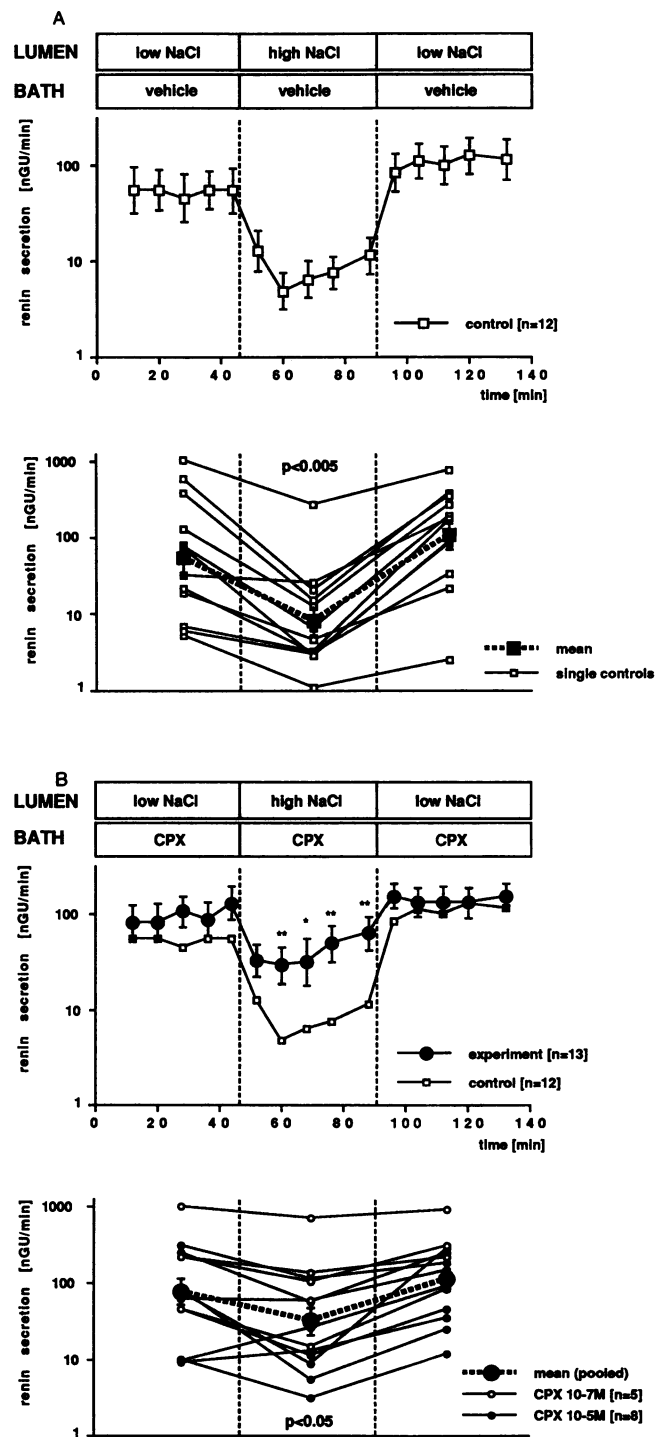 A
LUMEN low NaCl high NaCl low NaCl
BATH vehicle vehicle vehicle
renin secretion [nGU/min]
100
10
1
control [n=12]
0 20 40 60 80 100 120 140
time [min]
renin secretion [nGU/min]
1000
100
10
1
p<0.005
mean
single controls
B
LUMEN low NaCl high NaCl low NaCl
BATH CPX CPX CPX
renin secretion [nGU/min]
100
10
1
** * ** **
experiment [n=13]
control [n=12]
0 20 40 60 80 100 120 140
time [min]
renin secretion [nGU/min]
1000
100
10
1
p<0.05
mean (pooled)
CPX 10-7M [n=5]
CPX 10-5M [n=8]